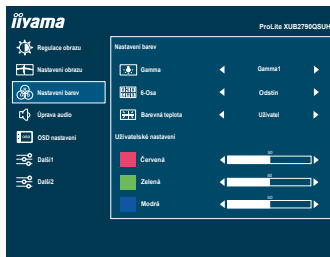 iiyama
ProLite XUB2790QSUH
Regulace obrazu
Nastavení obrazu
Nastavení barev
Úprava audio
OSD OSD nastavení
Další1
Další2
Nastavení barev
Gamma Gamma1
6-Osa Odstín
Barevná teplota Uživatel
Uživatelské nastavení
Červená 50
Zelená 50
Modrá 50